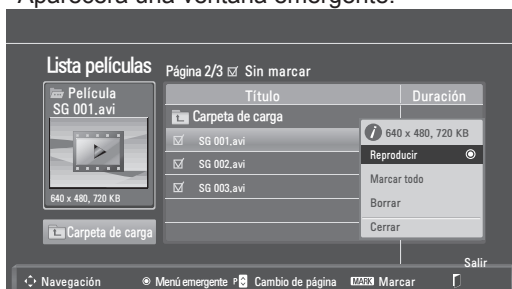 Aparecerá una ventana emergente.
Lista películas
Página 2/3 Sin marcar
Película
SG 001.avi
640 x 480, 720 KB
Carpeta de carga
Título Duración
Carpeta de carga
SG 001.avi
SG 002.avi
SG 003.avi
640 x 480, 720 KB
Reproducir
Marcar todo
Borrar
Cerrar
Salir
Navegación Menú emergente P Cambio de página MARK Marcar